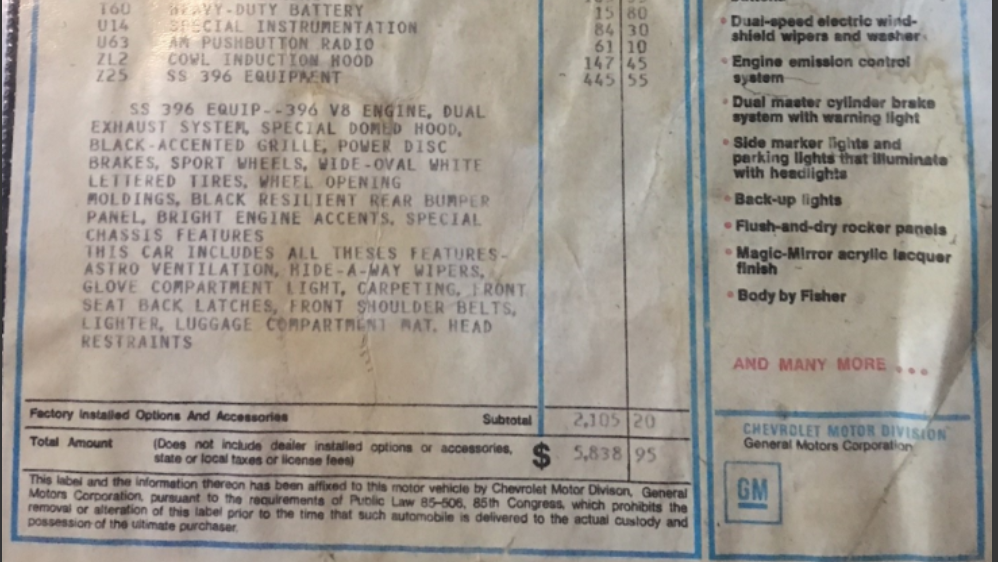 T60 HEAVY-DUTY BATTERY 15 80
U14 SPECIAL INSTRUMENTATION 84 30
U63 AM PUSHBUTTON RADIO 61 10
ZL2 COWL INDUCTION HOOD 147 45
Z25 SS 396 EQUIPMENT 445 55
SS 396 EQUIP--396 V8 ENGINE, DUAL
EXHAUST SYSTEM, SPECIAL DOMED HOOD,
BLACK-ACCENTED GRILLE, POWER DISC
BRAKES, SPORT WHEELS, WIDE-OVAL WHITE
LETTERED TIRES, WHEEL OPENING
MOLDINGS, BLACK RESILIENT REAR BUMPER
PANEL, BRIGHT ENGINE ACCENTS, SPECIAL
CHASSIS FEATURES
THIS CAR INCLUDES ALL THESES FEATURES-
ASTRO VENTILATION, HIDE-A-WAY WIPERS,
GLOVE COMPARTMENT LIGHT, CARPETING, FRONT
SEAT BACK LATCHES, FRONT SHOULDER BELTS,
LIGHTER, LUGGAGE COMPARTMENT MAT, HEAD
RESTRAINTS
Factory Installed Options And Accessories Subtotal 2,105 20
Total Amount (Does not include dealer installed options or accessories, $ 5,838 95
state or local taxes or license fees)
This label and the information thereon has been affixed to this motor vehicle by Chevrolet Motor Divison, General
Motors Corporation, pursuant to the requirements of Public Law 85-506, 85th Congress, which prohibits the
removal or alteration of this label prior to the time that such automobile is delivered to the actual custody and
possession of the ultimate purchaser.
Dual-speed electric wind-
shield wipers and washer
Engine emission control
system
Dual master cylinder brake
system with warning light
Side marker lights and
parking lights that illuminate
with headlights
Back-up lights
Flush-and-dry rocker panels
Magic-Mirror acrylic lacquer
finish
Body by Fisher
AND MANY MORE ...
CHEVROLET MOTOR DIVISION
General Motors Corporation
GM